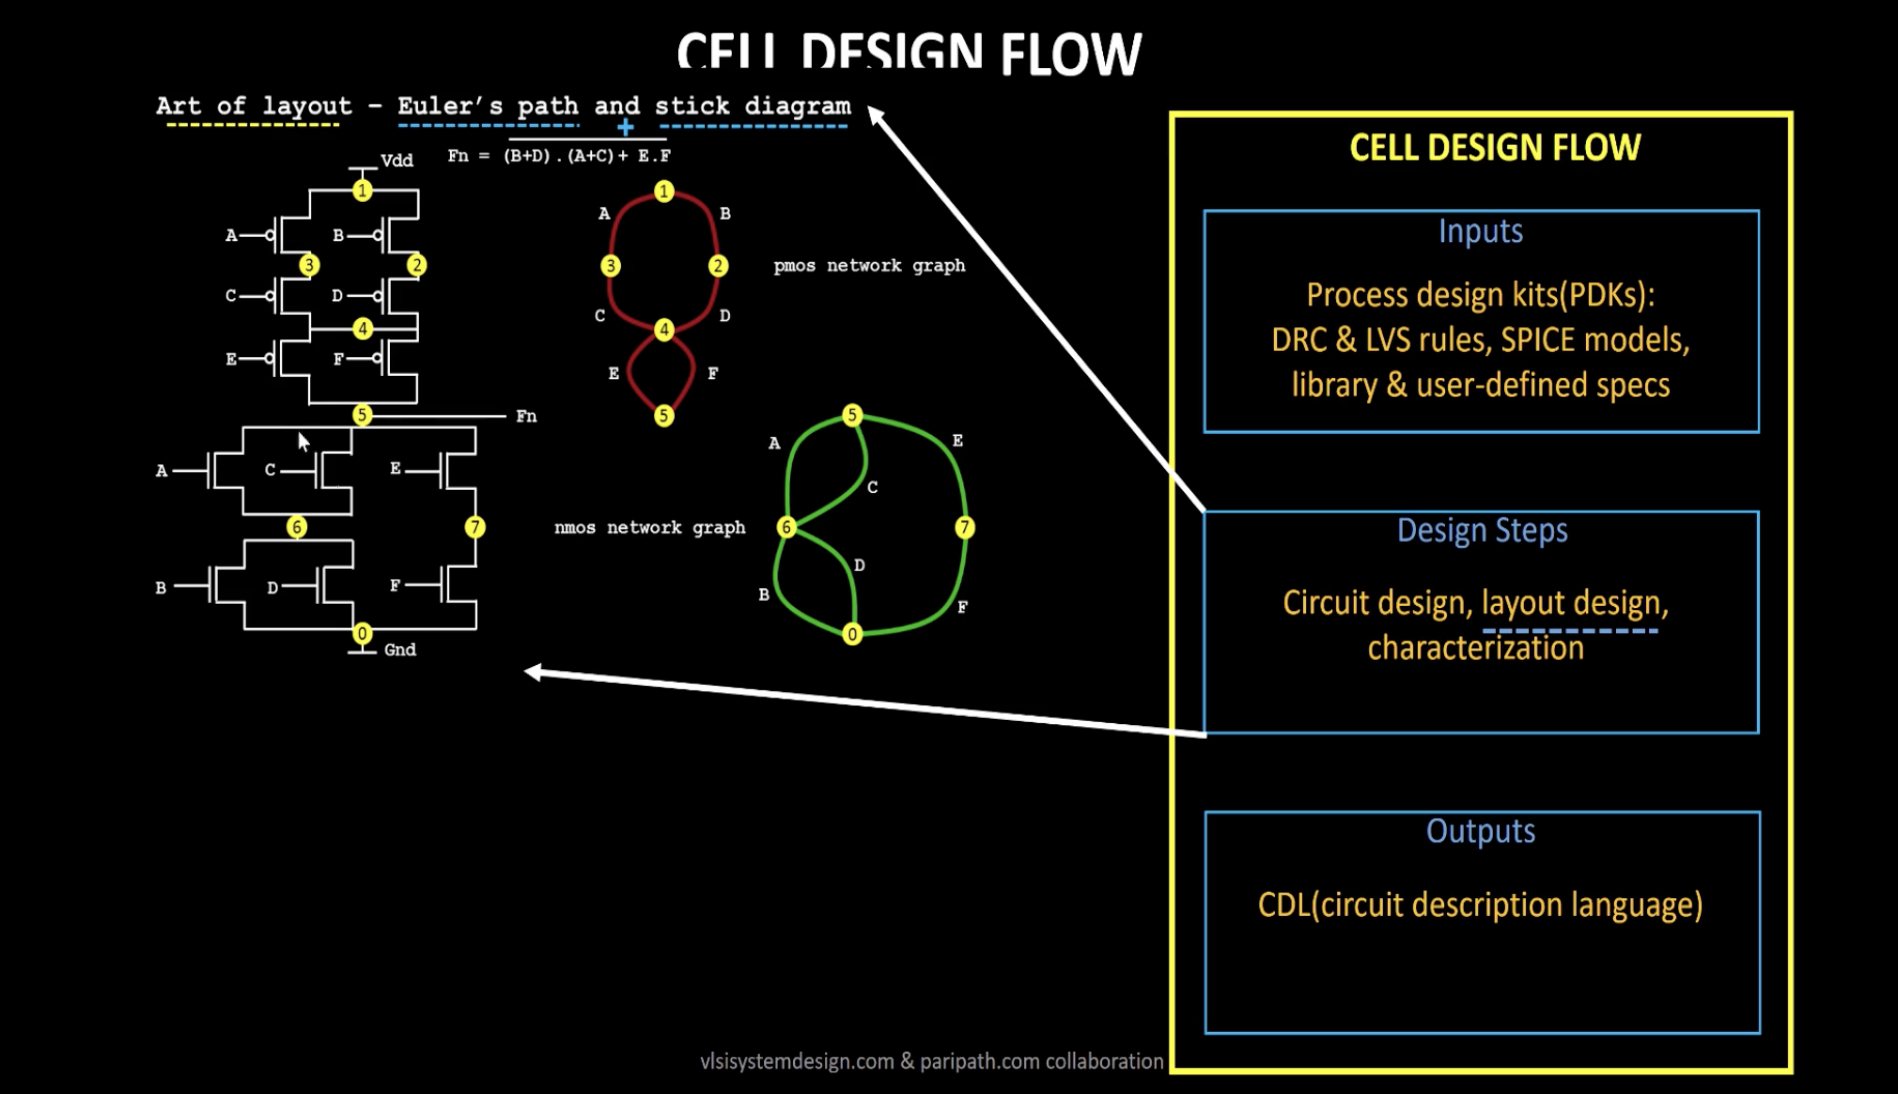 CELL DESIGN FLOW
Art of layout – Euler's path and stick diagram
Fn = (B+D).(A+C)+ E.F
Vdd
1
A
B
3
2
C
D
4
E
F
5
Fn
A
C
E
6
7
B
D
F
0
Gnd
1
A
B
3
2
pmos network graph
C
D
4
E
F
5
5
A
E
C
nmos network graph
6
7
D
B
F
0
CELL DESIGN FLOW
Inputs
Process design kits(PDKs):
DRC & LVS rules, SPICE models,
library & user-defined specs
Design Steps
Circuit design, layout design,
characterization
Outputs
CDL(circuit description language)
vlsisystemdesign.com & paripath.com collaboration